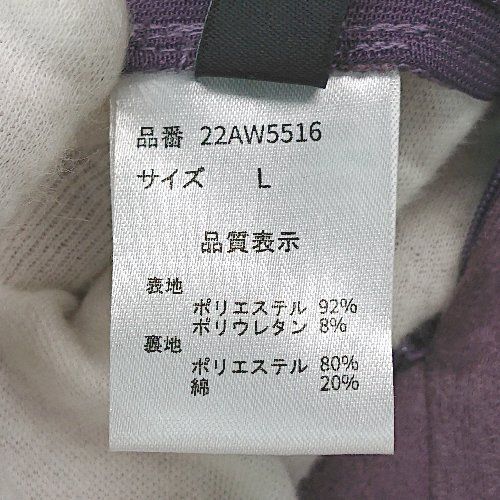 品番 22AW5516
サイズ L
品質表示
表地
ポリエステル 92%
ポリウレタン 8%
裏地
ポリエステル 80%
綿 20%